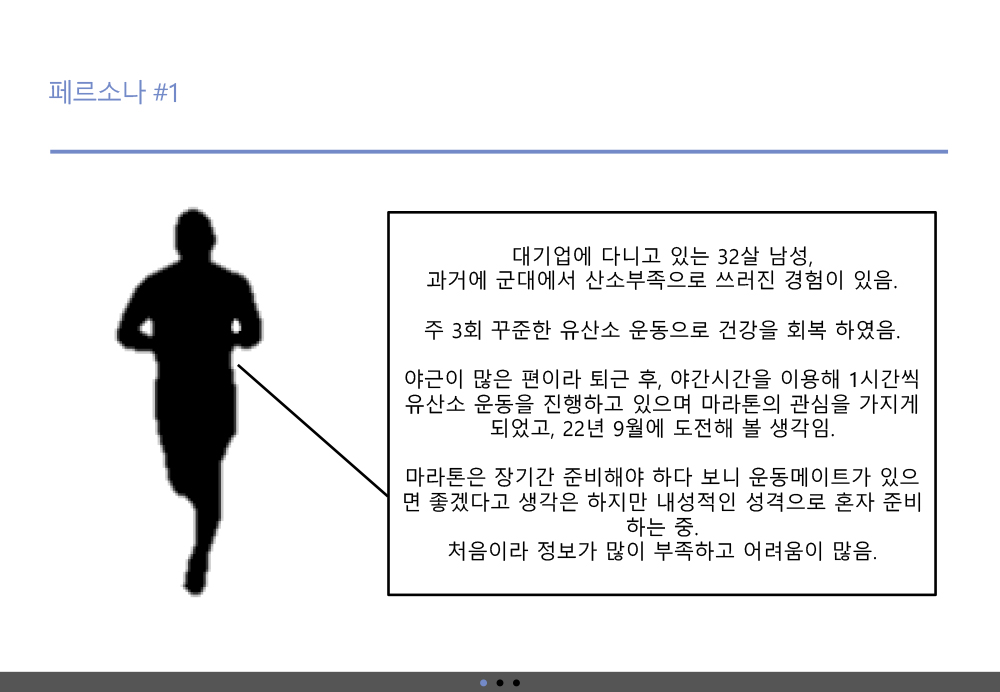 페르소나 #1
대기업에 다니고 있는 32살 남성,
과거에 군대에서 산소부족으로 쓰러진 경험이 있음.
주 3회 꾸준한 유산소 운동으로 건강을 회복 하였음.
야근이 많은 편이라 퇴근 후, 야간시간을 이용해 1시간씩
유산소 운동을 진행하고 있으며 마라톤의 관심을 가지게
되었고, 22년 9월에 도전해 볼 생각임.
마라톤은 장기간 준비해야 하다 보니 운동메이트가 있으
면 좋겠다고 생각은 하지만 내성적인 성격으로 혼자 준비
하는 중.
처음이라 정보가 많이 부족하고 어려움이 많음.